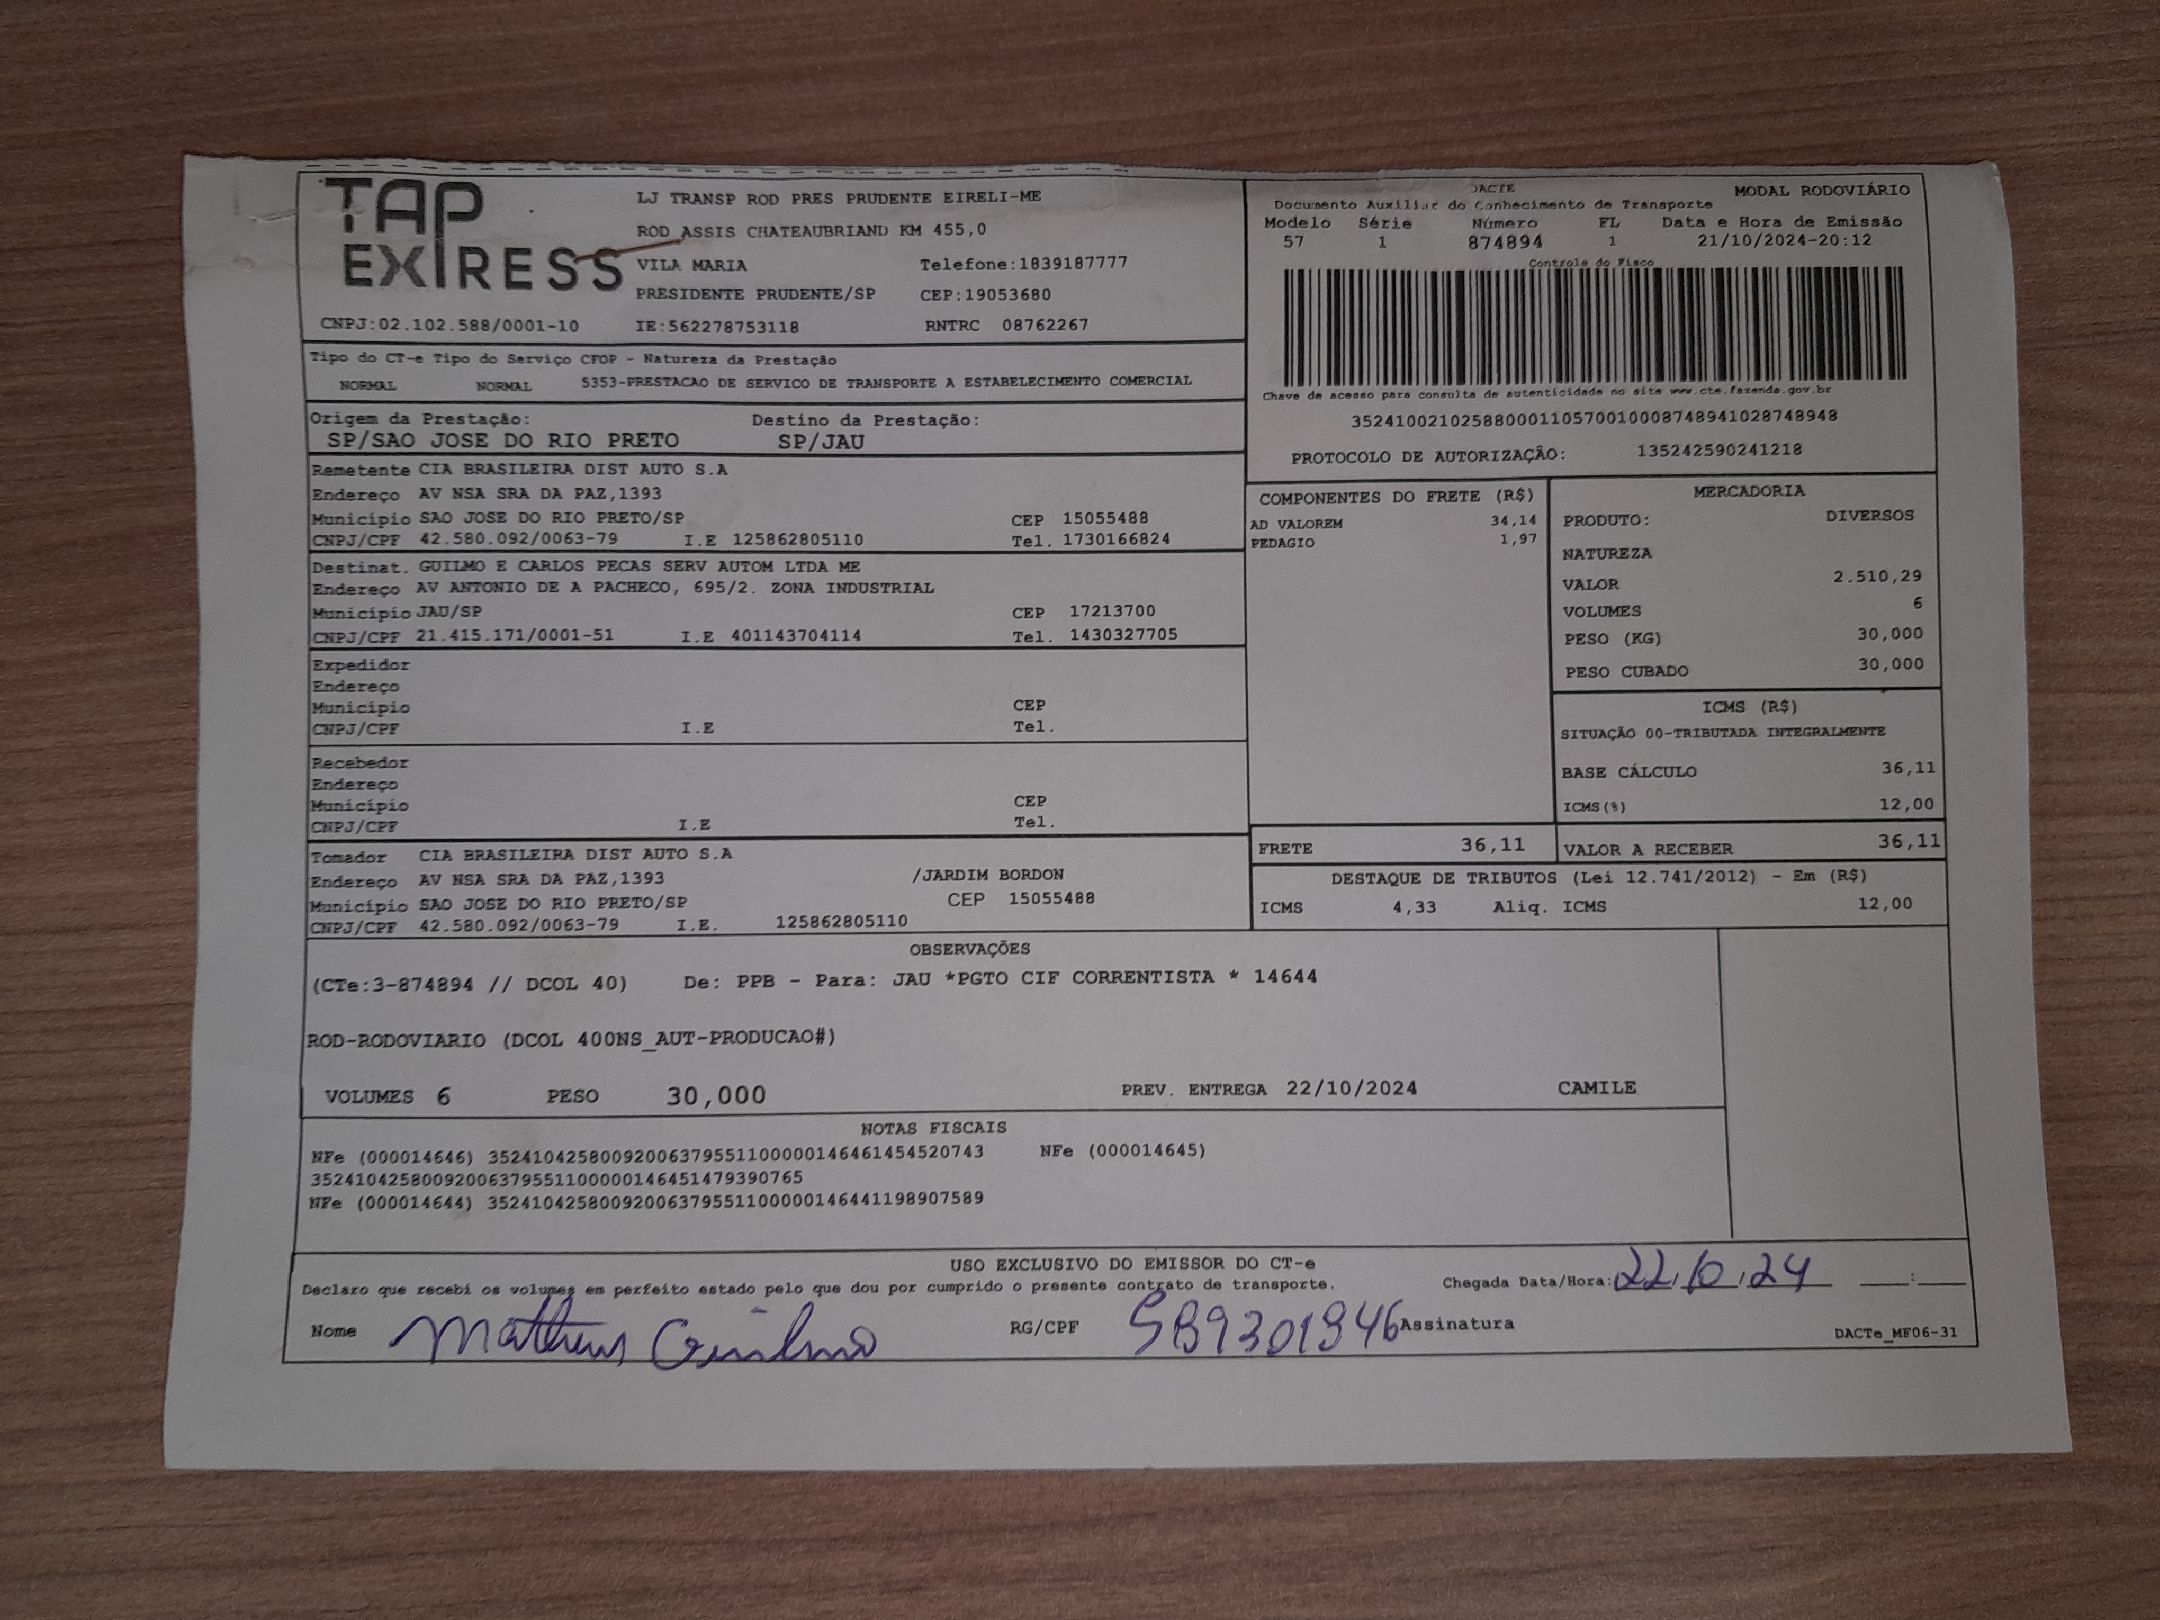 TAP
EXPRESS
LJ TRANSP ROD PRES PRUDENTE EIRELI-ME
ROD ASSIS CHATEAUBRIAND KM 455,0
VILA MARIA Telefone:1839187777
PRESIDENTE PRUDENTE/SP CEP:19053680
CNPJ:02.102.588/0001-10 IE:562278753118 RNTRC 08762267
DACTE MODAL RODOVIÁRIO
Documento Auxiliar do Conhecimento de Transporte
Modelo Série Número FL Data e Hora de Emissão
57 1 874894 1 21/10/2024-20:12
Controle do Fisco
Chave de acesso para consulta de autenticidade no site www.cte.fazenda.gov.br
35241002102588000110570010008748941028748948
PROTOCOLO DE AUTORIZAÇÃO: 135242590241218
Tipo do CT-e Tipo do Serviço CFOP - Natureza da Prestação
NORMAL NORMAL 5353-PRESTACAO DE SERVICO DE TRANSPORTE A ESTABELECIMENTO COMERCIAL
Origem da Prestação: Destino da Prestação:
SP/SAO JOSE DO RIO PRETO SP/JAU
Remetente CIA BRASILEIRA DIST AUTO S.A
Endereço AV NSA SRA DA PAZ,1393
Município SAO JOSE DO RIO PRETO/SP CEP 15055488
CNPJ/CPF 42.580.092/0063-79 I.E 125862805110 Tel. 1730166824
Destinat. GUILMO E CARLOS PECAS SERV AUTOM LTDA ME
Endereço AV ANTONIO DE A PACHECO, 695/2. ZONA INDUSTRIAL
Município JAU/SP CEP 17213700
CNPJ/CPF 21.415.171/0001-51 I.E 401143704114 Tel. 1430327705
Expedidor
Endereço
Município CEP
CNPJ/CPF I.E Tel.
Recebedor
Endereço
Município CEP
CNPJ/CPF I.E Tel.
Tomador CIA BRASILEIRA DIST AUTO S.A
Endereço AV NSA SRA DA PAZ,1393 /JARDIM BORDON
Município SAO JOSE DO RIO PRETO/SP CEP 15055488
CNPJ/CPF 42.580.092/0063-79 I.E. 125862805110
COMPONENTES DO FRETE (R$)
AD VALOREM 34,14
PEDAGIO 1,97
MERCADORIA
PRODUTO: DIVERSOS
NATUREZA
VALOR 2.510,29
VOLUMES 6
PESO (KG) 30,000
PESO CUBADO 30,000
ICMS (R$)
SITUAÇÃO 00-TRIBUTADA INTEGRALMENTE
BASE CÁLCULO 36,11
ICMS(%) 12,00
FRETE 36,11 VALOR A RECEBER 36,11
DESTAQUE DE TRIBUTOS (Lei 12.741/2012) - Em (R$)
ICMS 4,33 Aliq. ICMS 12,00
OBSERVAÇÕES
(CTe:3-874894 // DCOL 40) De: PPB - Para: JAU *PGTO CIF CORRENTISTA * 14644
ROD-RODOVIARIO (DCOL 400NS_AUT-PRODUCAO#)
VOLUMES 6 PESO 30,000 PREV. ENTREGA 22/10/2024 CAMILE
NOTAS FISCAIS
NFe (000014646) 35241042580092006379551100000146461454520743 NFe (000014645)
35241042580092006379551100000146451479390765
NFe (000014644) 35241042580092006379551100000146441198907589
USO EXCLUSIVO DO EMISSOR DO CT-e
Declaro que recebi os volumes em perfeito estado pelo que dou por cumprido o presente contrato de transporte. Chegada Data/Hora: 22.10.24 __:__
Nome Mattheus Guilmo RG/CPF 589301946 Assinatura
DACTe_MF06-31